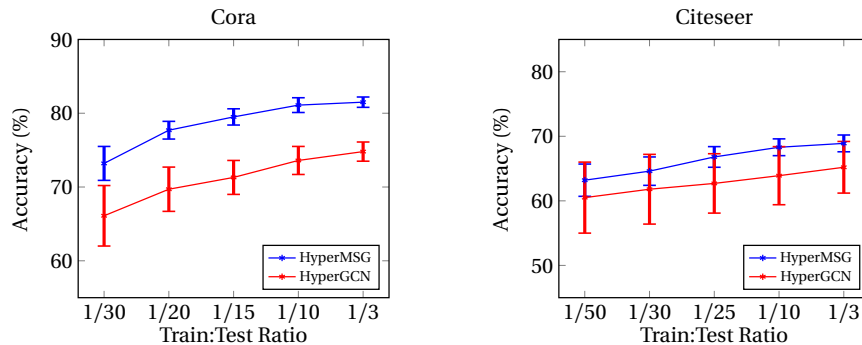 Cora
90
80
70
60
Accuracy (%)
HyperMSG
HyperGCN
1/30 1/20 1/15 1/10 1/3
Train:Test Ratio
Citeseer
80
70
60
50
Accuracy (%)
HyperMSG
HyperGCN
1/50 1/30 1/25 1/10 1/3
Train:Test Ratio